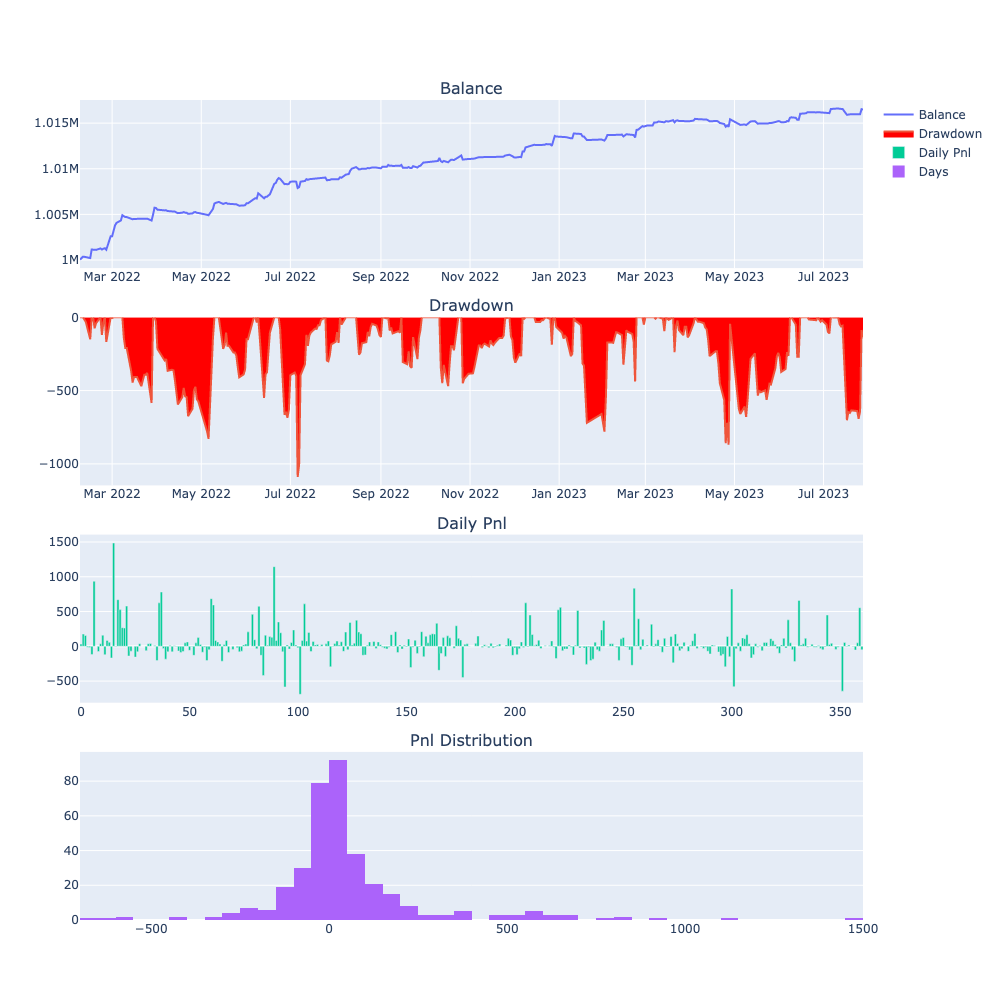 Balance
1.015M
1.01M
1.005M
1M
Mar 2022 May 2022 Jul 2022 Sep 2022 Nov 2022 Jan 2023 Mar 2023 May 2023 Jul 2023
Balance
Drawdown
Daily Pnl
Days
Drawdown
0
−500
−1000
Mar 2022 May 2022 Jul 2022 Sep 2022 Nov 2022 Jan 2023 Mar 2023 May 2023 Jul 2023
Daily Pnl
1500
1000
500
0
−500
0 50 100 150 200 250 300 350
Pnl Distribution
80
60
40
20
0
−500 0 500 1000 1500